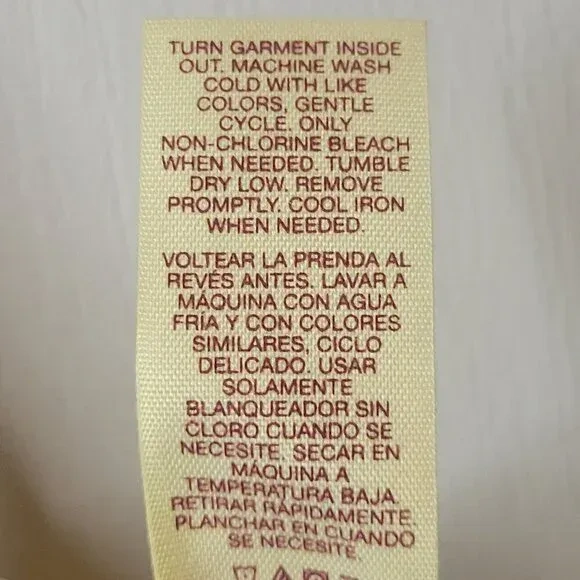 TURN GARMENT INSIDE
OUT. MACHINE WASH
COLD WITH LIKE
COLORS, GENTLE
CYCLE. ONLY
NON-CHLORINE BLEACH
WHEN NEEDED. TUMBLE
DRY LOW. REMOVE
PROMPTLY. COOL IRON
WHEN NEEDED.
VOLTEAR LA PRENDA AL
REVÉS ANTES. LAVAR A
MÁQUINA CON AGUA
FRÍA Y CON COLORES
SIMILARES, CICLO
DELICADO. USAR
SOLAMENTE
BLANQUEADOR SIN
CLORO CUANDO SE
NECESITE. SECAR EN
MÁQUINA A
TEMPERATURA BAJA.
RETIRAR RÁPIDAMENTE.
PLANCHAR EN CUANDO
SE NECESITE